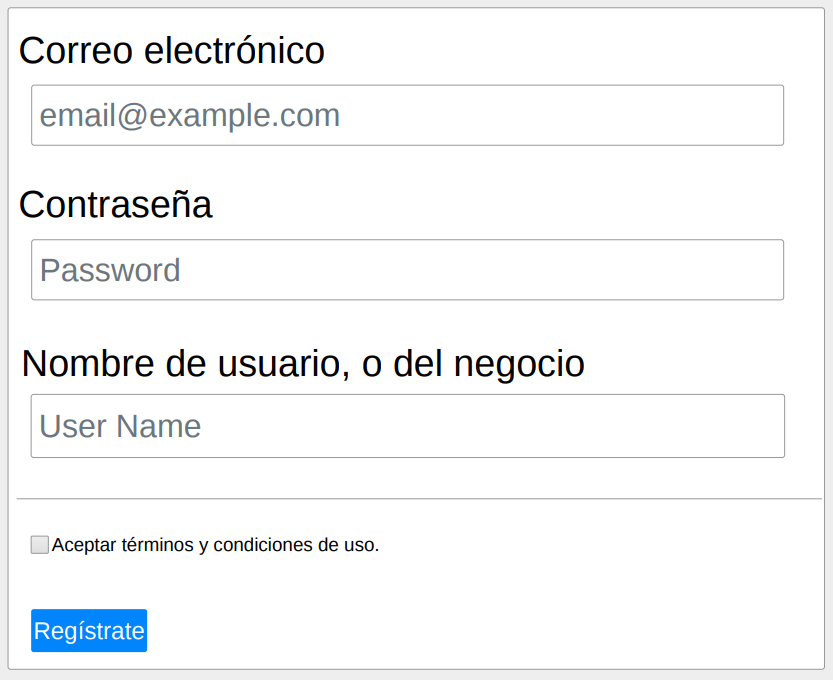 Correo electrónico
email@example.com
Contraseña
Password
Nombre de usuario, o del negocio
User Name
Aceptar términos y condiciones de uso.
Regístrate